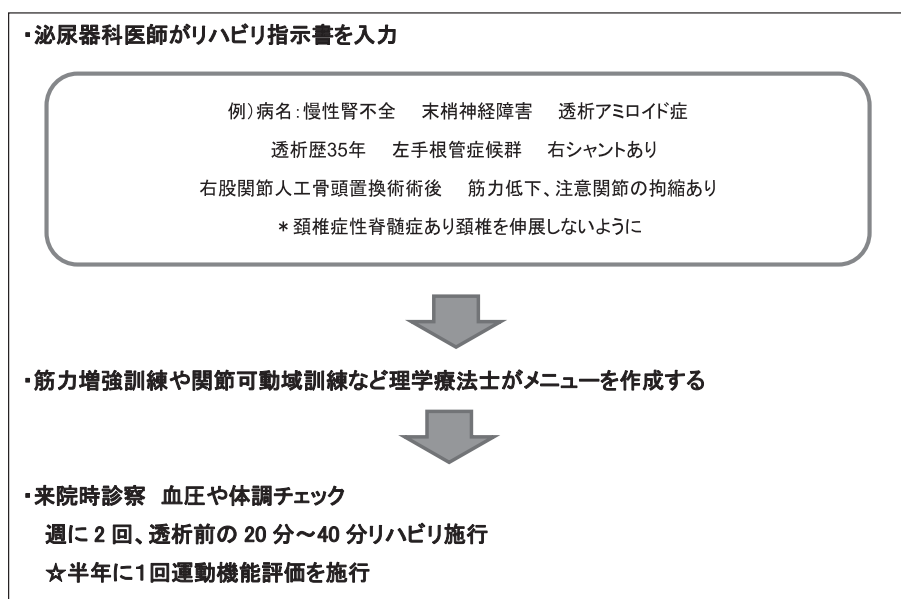 ・泌尿器科医師がリハビリ指示書を入力
例）病名：慢性腎不全　末梢神経障害　透析アミロイド症
透析歴35年　左手根管症候群　右シャントあり
右股関節人工骨頭置換術術後　筋力低下、注意関節の拘縮あり
＊頚椎症性脊髄症あり頚椎を伸展しないように
・筋力増強訓練や関節可動域訓練など理学療法士がメニューを作成する
・来院時診察　血圧や体調チェック
週に 2 回、透析前の 20 分～40 分リハビリ施行
☆半年に１回運動機能評価を施行